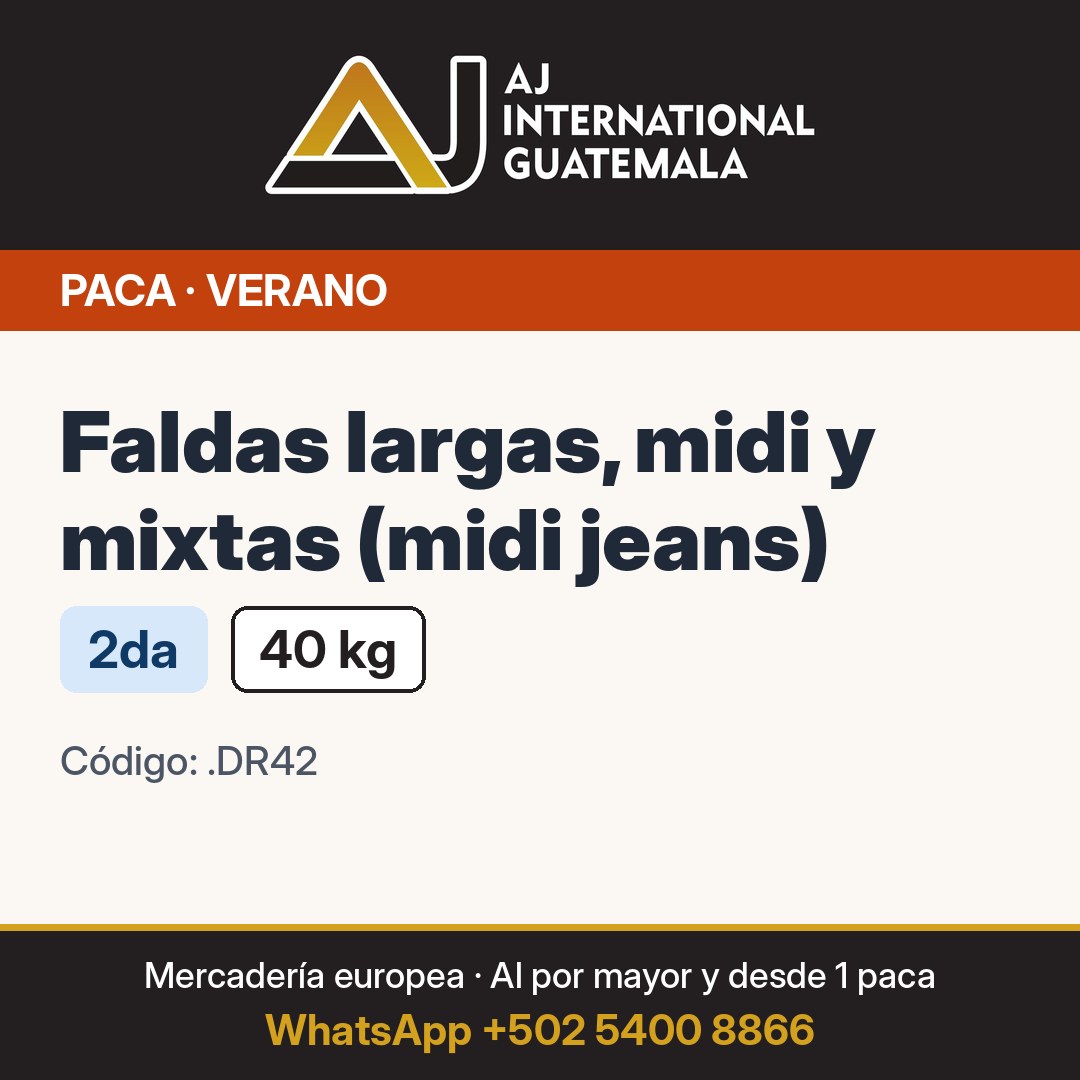 AJ
AJ
INTERNATIONAL
GUATEMALA
PACA · VERANO
Faldas largas, midi y
mixtas (midi jeans)
2da
40 kg
Código: .DR42
Mercadería europea · Al por mayor y desde 1 paca
WhatsApp +502 5400 8866